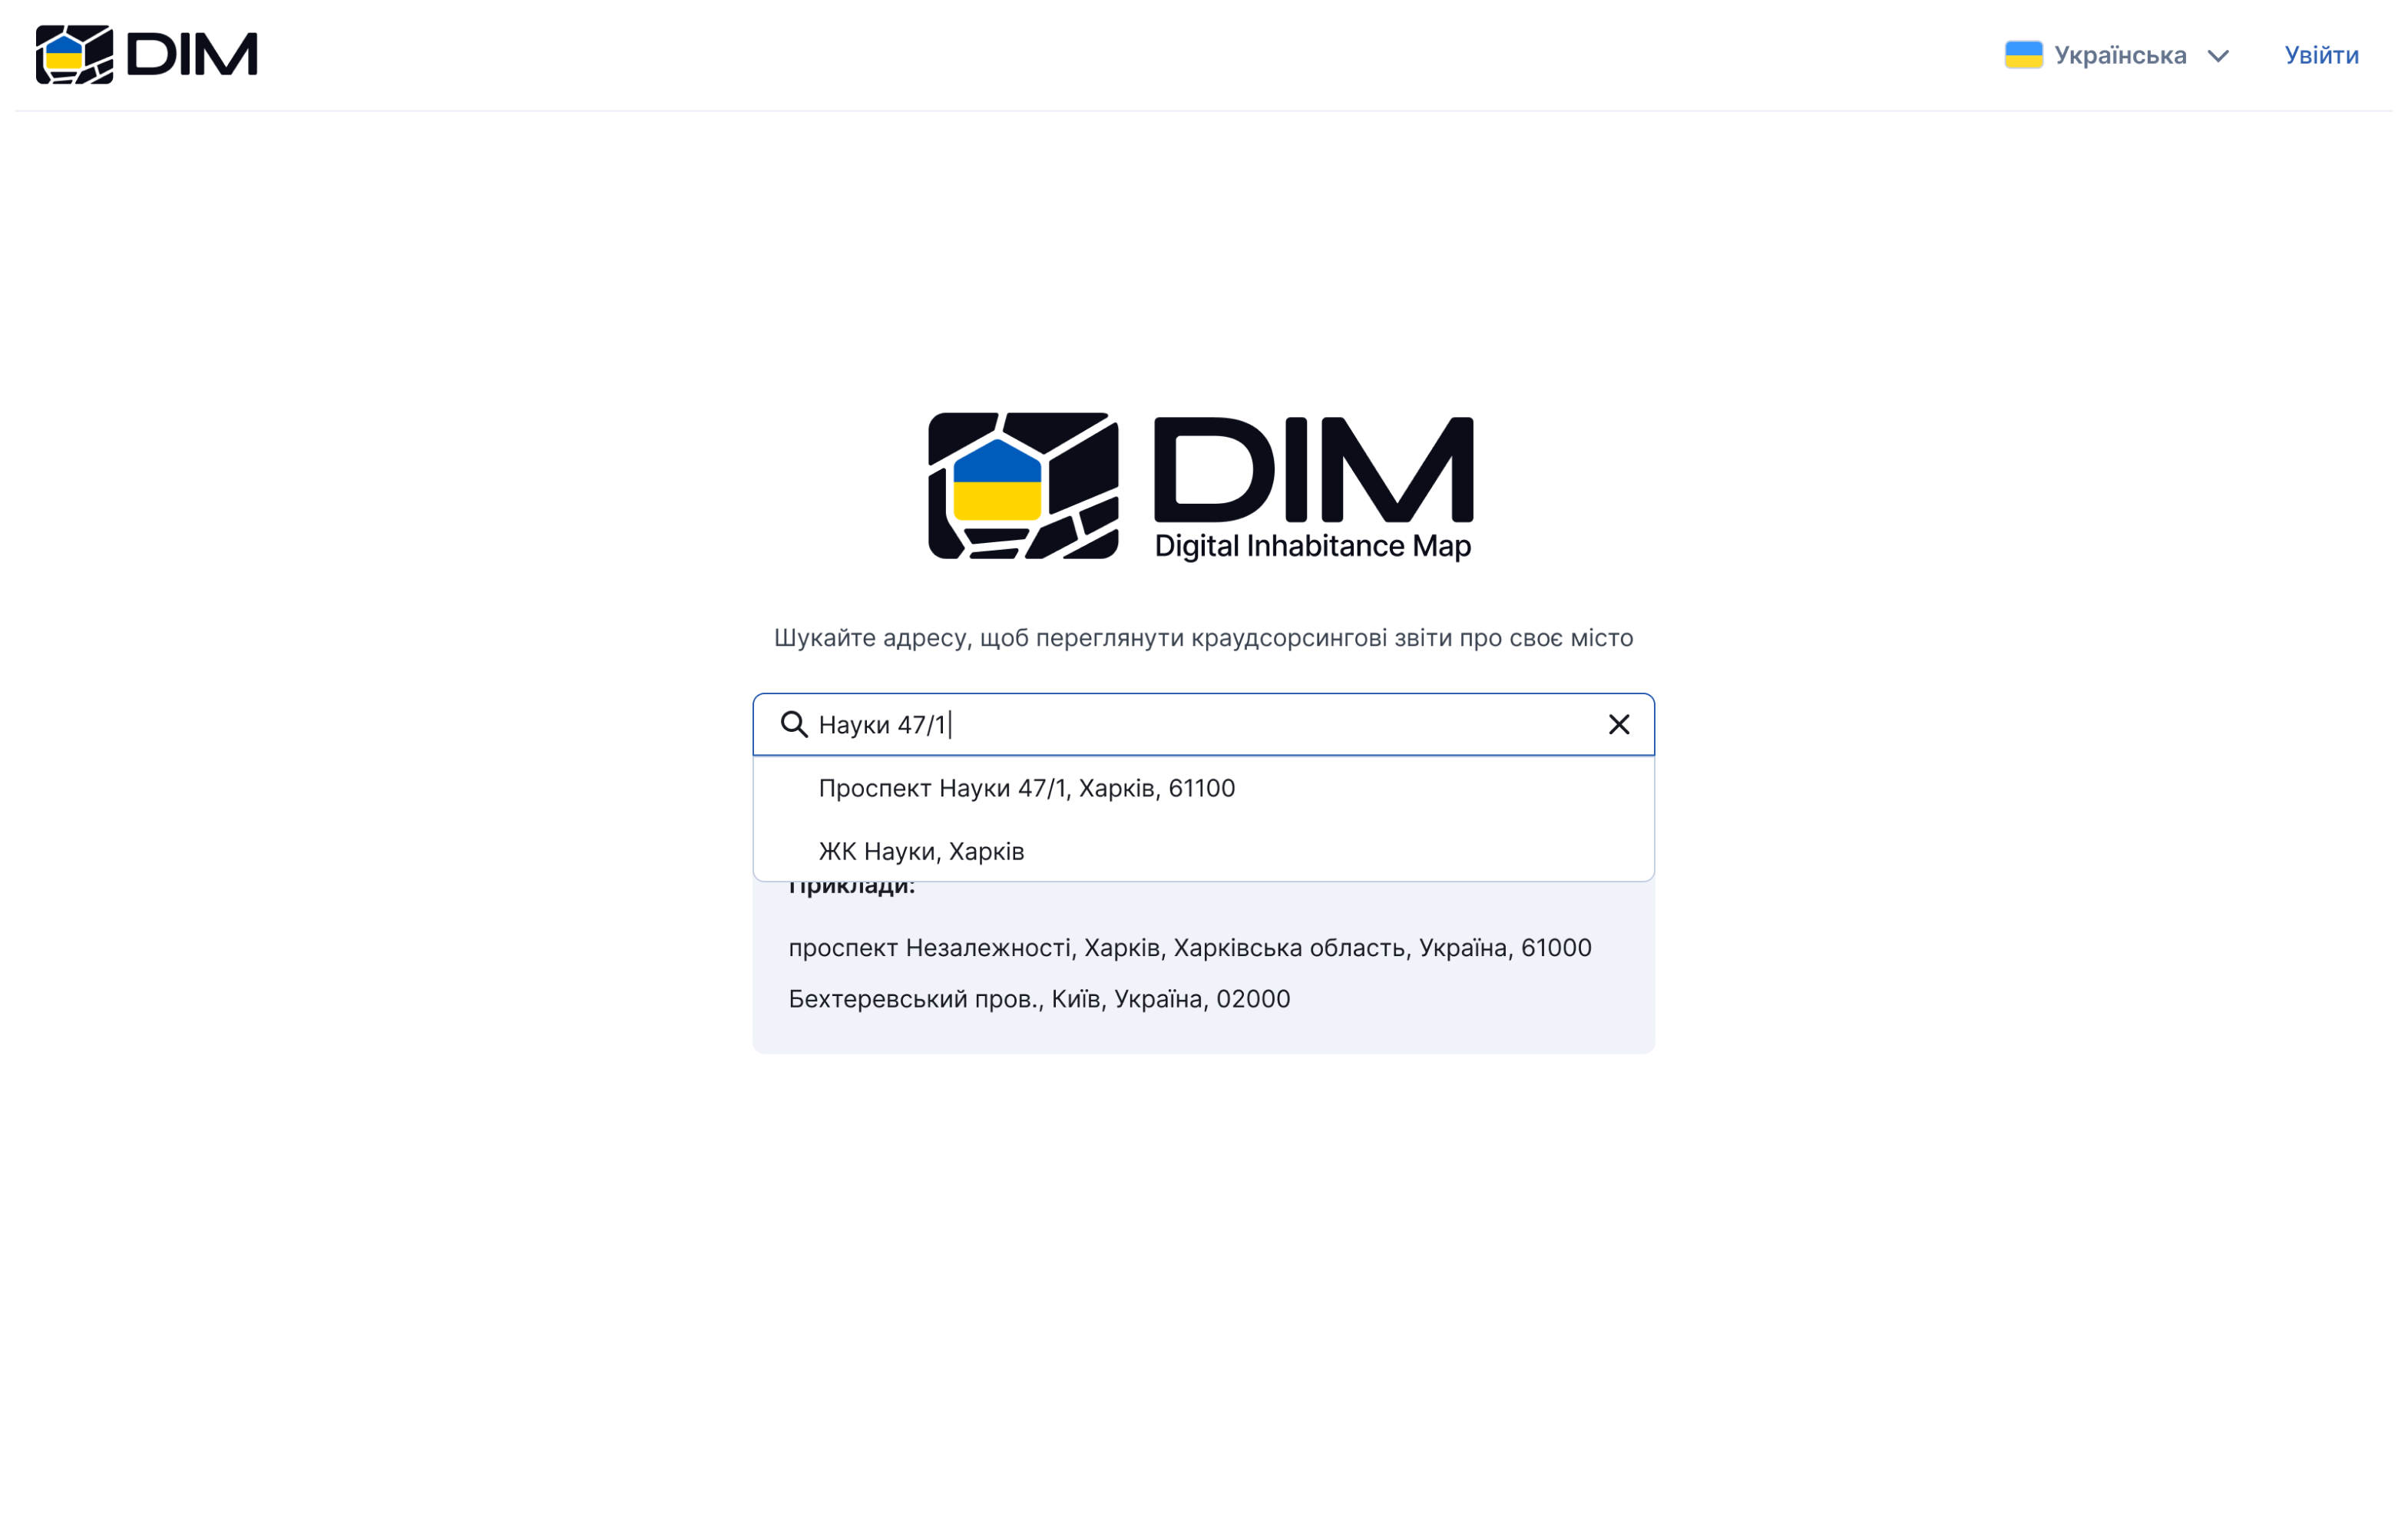 DIM
Українська
Увійти
DIM
Digital Inhabitance Map
Шукайте адресу, щоб переглянути краудсорсингові звіти про своє місто
Науки 47/1
Проспект Науки 47/1, Харків, 61100
ЖК Науки, Харків
Приклади:
проспект Незалежності, Харків, Харківська область, Україна, 61000
Бехтеревський пров., Київ, Україна, 02000